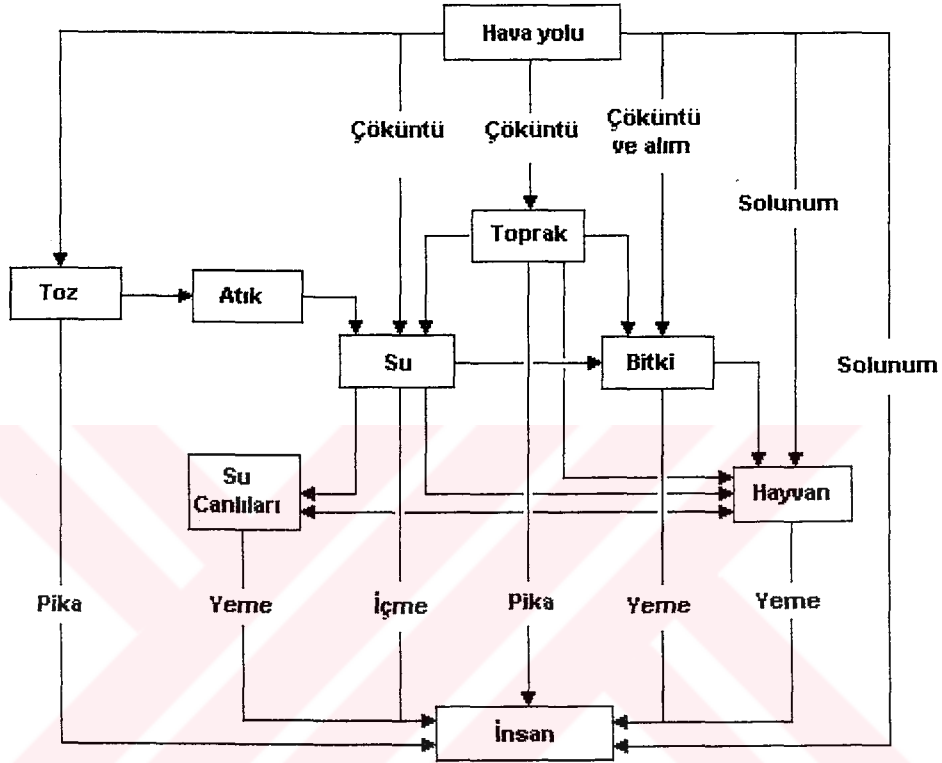 Hava yolu
Çöküntü
Çöküntü
Çöküntü
ve alım
Solunum
Toprak
Toz
Atık
Su
Bitki
Solunum
Su
Canlıları
Hayvan
Pika
Yeme
İçme
Pika
Yeme
Yeme
İnsan